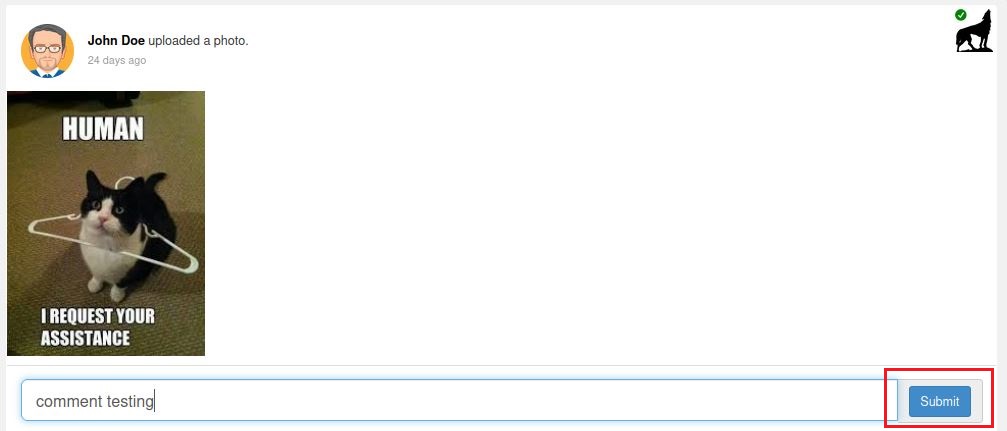 John Doe uploaded a photo.
24 days ago
HUMAN
I REQUEST YOUR
ASSISTANCE
comment testing
Submit